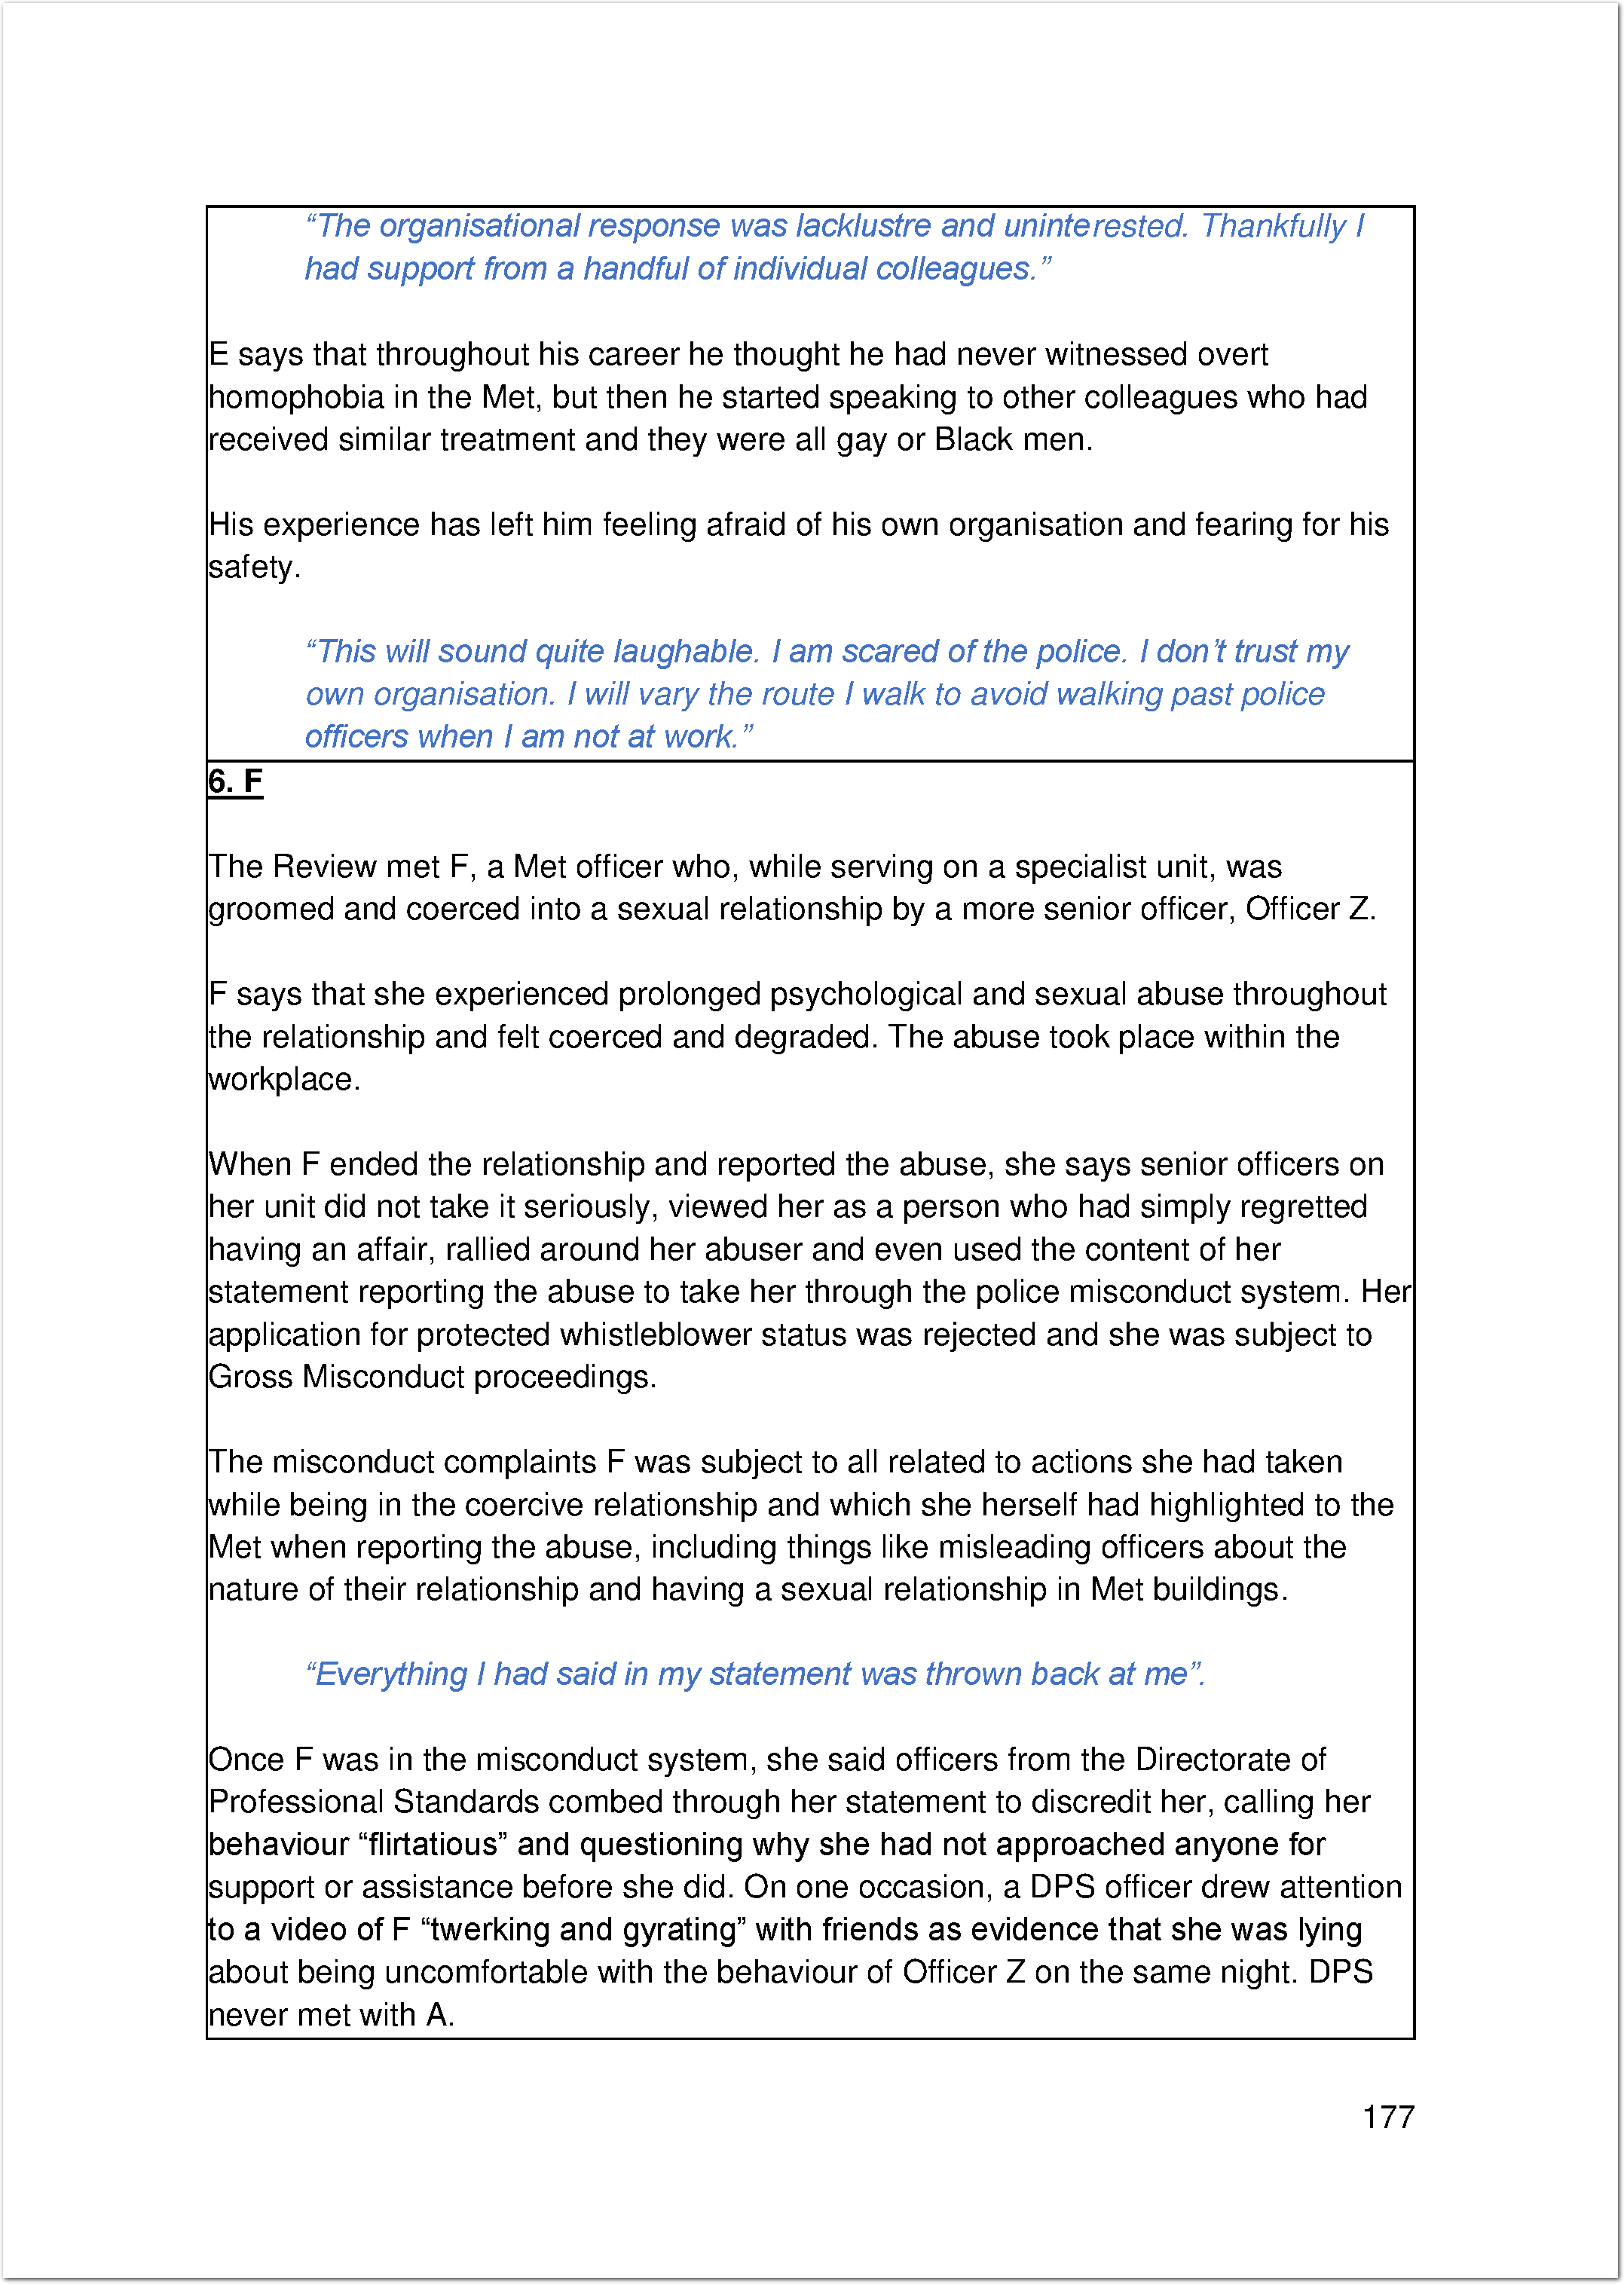 “The organisational response was lacklustre and uninterested. Thankfully I
had support from a handful of individual colleagues.”
E says that throughout his career he thought he had never witnessed overt
homophobia in the Met, but then he started speaking to other colleagues who had
received similar treatment and they were all gay or Black men.
His experience has left him feeling afraid of his own organisation and fearing for his
safety.
“This will sound quite laughable. I am scared of the police. I don’t trust my
own organisation. I will vary the route I walk to avoid walking past police
officers when I am not at work.”
6. F
The Review met F, a Met officer who, while serving on a specialist unit, was
groomed and coerced into a sexual relationship by a more senior officer, Officer Z.
F says that she experienced prolonged psychological and sexual abuse throughout
the relationship and felt coerced and degraded. The abuse took place within the
workplace.
When F ended the relationship and reported the abuse, she says senior officers on
her unit did not take it seriously, viewed her as a person who had simply regretted
having an affair, rallied around her abuser and even used the content of her
statement reporting the abuse to take her through the police misconduct system. Her
application for protected whistleblower status was rejected and she was subject to
Gross Misconduct proceedings.
The misconduct complaints F was subject to all related to actions she had taken
while being in the coercive relationship and which she herself had highlighted to the
Met when reporting the abuse, including things like misleading officers about the
nature of their relationship and having a sexual relationship in Met buildings.
“Everything I had said in my statement was thrown back at me”.
Once F was in the misconduct system, she said officers from the Directorate of
Professional Standards combed through her statement to discredit her, calling her
behaviour “flirtatious” and questioning why she had not approached anyone for
support or assistance before she did. On one occasion, a DPS officer drew attention
to a video of F “twerking and gyrating” with friends as evidence that she was lying
about being uncomfortable with the behaviour of Officer Z on the same night. DPS
never met with A.
177